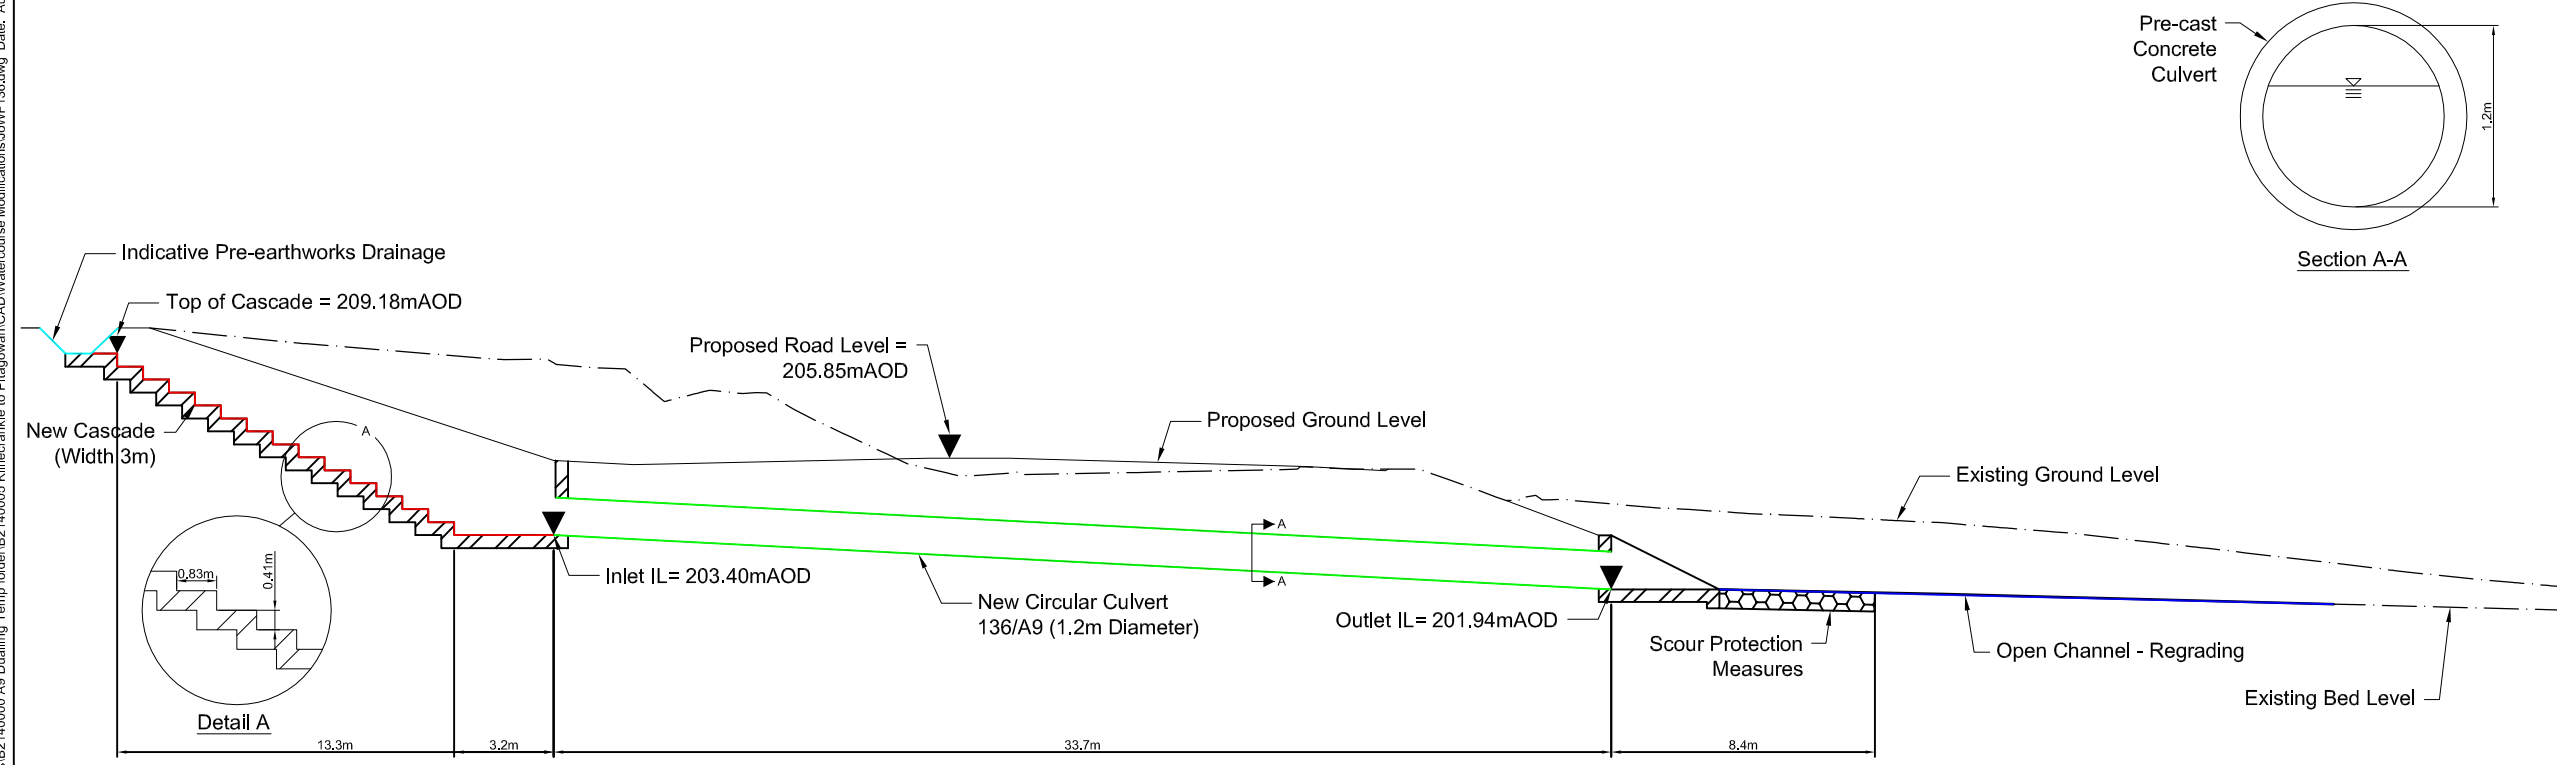 Pre-cast
Concrete
Culvert
1.2m
Section A-A
Indicative Pre-earthworks Drainage
Top of Cascade = 209.18mAOD
Proposed Road Level =
205.85mAOD
Proposed Ground Level
New Cascade
(Width 3m)
A
Existing Ground Level
A
A
0.83m
0.41m
Inlet IL= 203.40mAOD
New Circular Culvert
136/A9 (1.2m Diameter)
Outlet IL= 201.94mAOD
Scour Protection
Measures
Open Channel - Regrading
Existing Bed Level
Detail A
13.3m
3.2m
33.7m
8.4m